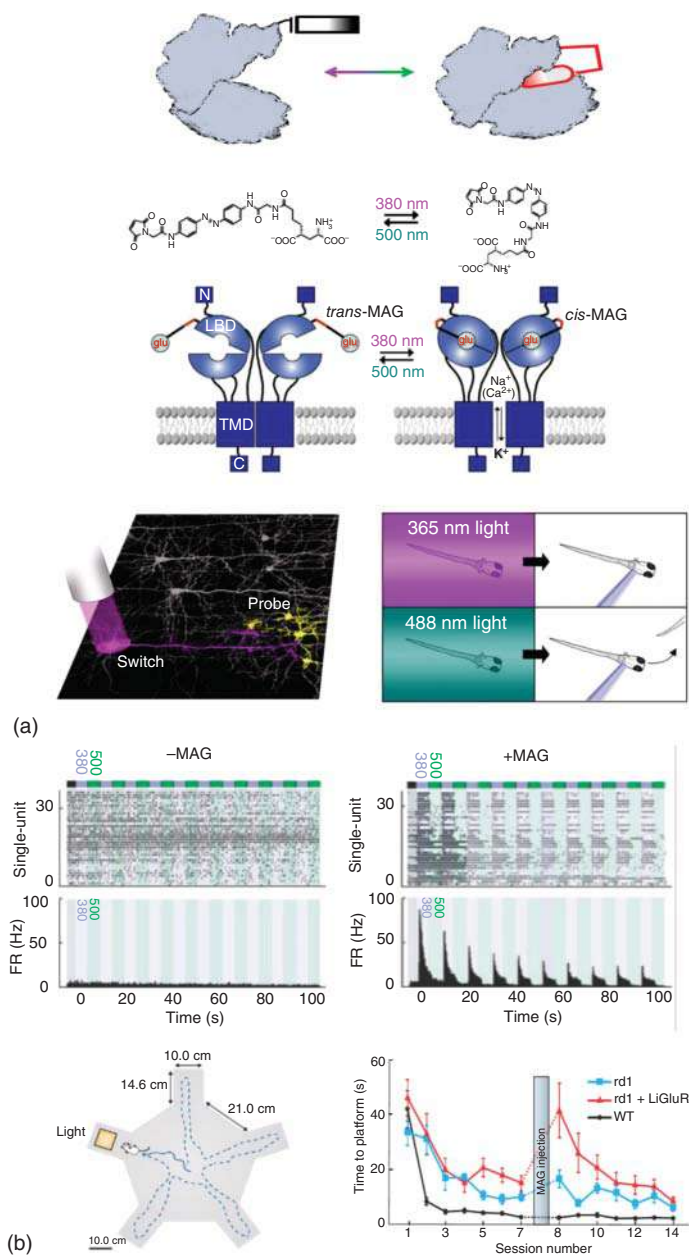 O
O
N
O
NH
N
N
H
N
O
NH
O
NH₃⁺
⁻OOC
COO⁻
380 nm
500 nm
N
LBD
glu
glu
TMD
C
trans-MAG
380 nm
500 nm
cis-MAG
glu
glu
Na⁺
(Ca²⁺)
K⁺
Probe
Switch
365 nm light
488 nm light
(a)
–MAG
380
500
Single-unit
30
0
380
500
FR (Hz)
100
50
0
0 20 40 60 80 100
Time (s)
+MAG
380
500
Single-unit
30
0
380
500
FR (Hz)
100
50
0
0 20 40 60 80 100
Time (s)
10.0 cm
14.6 cm
21.0 cm
Light
10.0 cm
(b)
Time to platform (s)
60
40
20
0
rd1
rd1 + LiGluR
WT
MAG injection
1 3 5 7 8 10 12 14
Session number